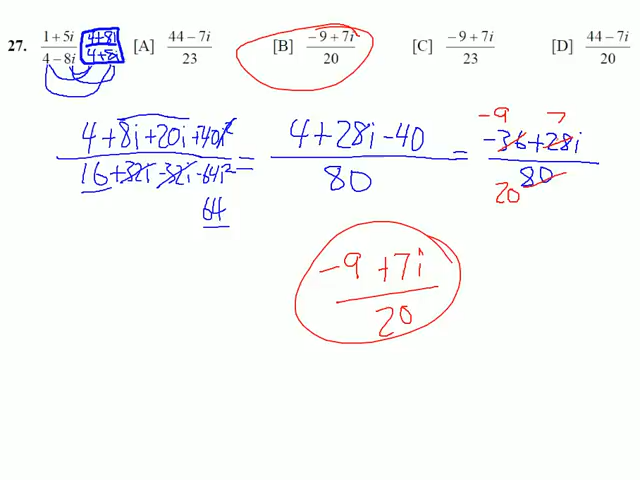 27. (1 + 5i)/(4 − 8i) (4+8i)/(4+8i) [A] (44 − 7i)/23 [B] (−9 + 7i)/20 [C] (−9 + 7i)/23 [D] (44 − 7i)/20
(4+8i+20i+40i²)/(16+32i-32i-64i²) = (4+28i-40)/80 = (-36+28i)/80
64
-9 7
20
(-9+7i)/20